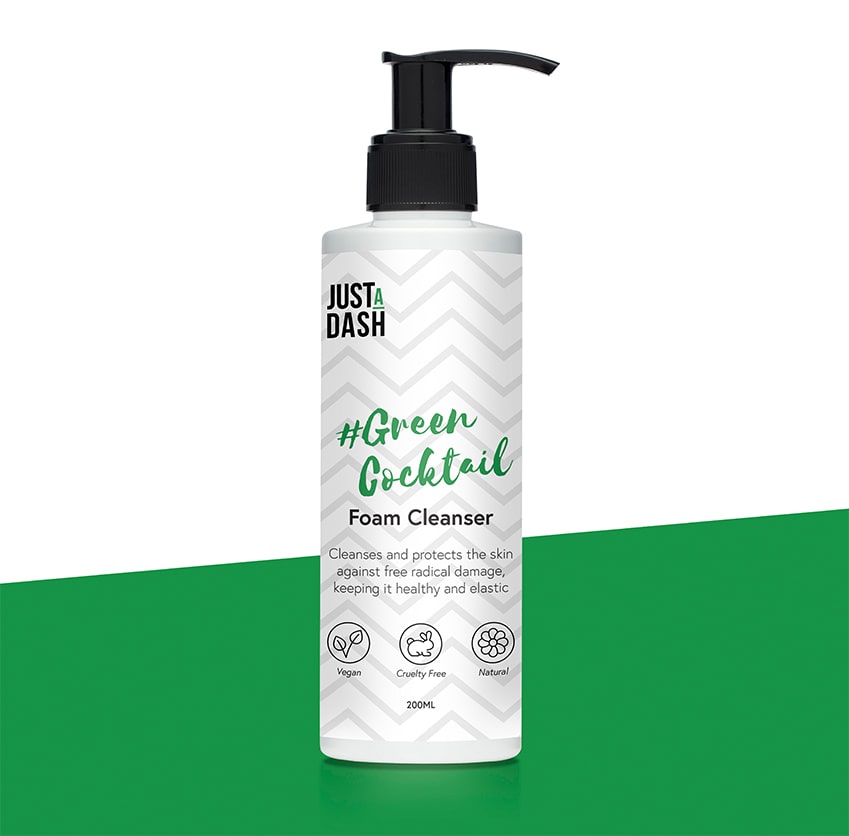 JUST A
DASH
#Green
Cocktail
Foam Cleanser
Cleanses and protects the skin
against free radical damage,
keeping it healthy and elastic
Vegan
Cruelty Free
Natural
200ML